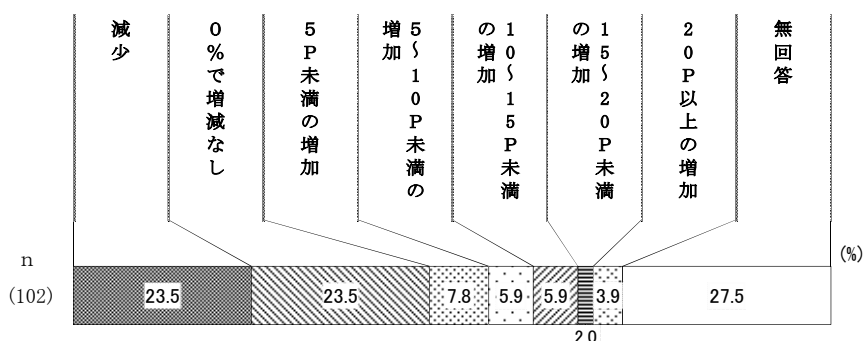 減少
0%で増減なし
5P未満の増加
5～10P未満の
増加
10～15P未満
の増加
15～20P未満
の増加
20P以上の増加
無回答
(%)
n
(102)
23.5
23.5
7.8
5.9
5.9
3.9
27.5
2.0